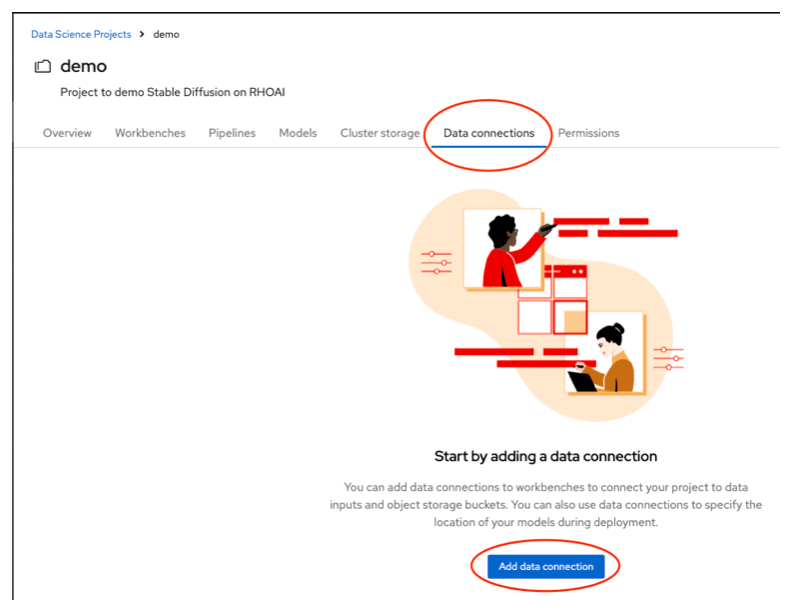 Data Science Projects > demo
demo
Project to demo Stable Diffusion on RHOAI
Overview Workbenches Pipelines Models Cluster storage Data connections Permissions
Start by adding a data connection
You can add data connections to workbenches to connect your project to data
inputs and object storage buckets. You can also use data connections to specify the
location of your models during deployment.
Add data connection